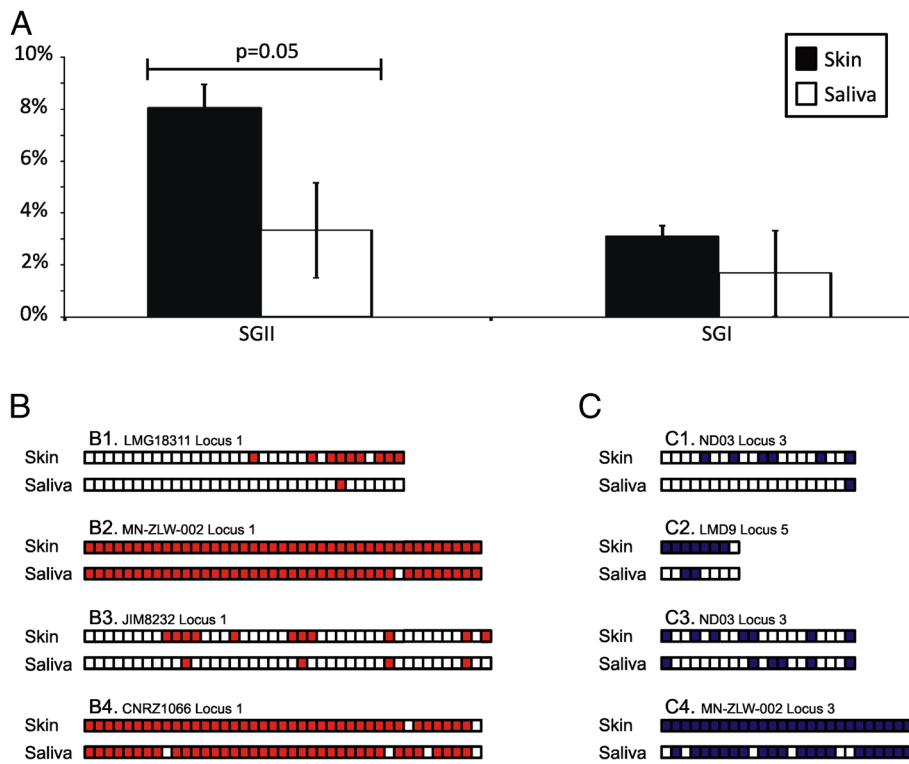 A
10%
p=0.05
Skin
Saliva
8%
6%
4%
2%
0%
SGII
SGI
B
B1. LMG18311 Locus 1
Skin
Saliva
B2. MN-ZLW-002 Locus 1
Skin
Saliva
B3. JIM8232 Locus 1
Skin
Saliva
B4. CNRZ1066 Locus 1
Skin
Saliva
C
C1. ND03 Locus 3
Skin
Saliva
C2. LMD9 Locus 5
Skin
Saliva
C3. ND03 Locus 3
Skin
Saliva
C4. MN-ZLW-002 Locus 3
Skin
Saliva